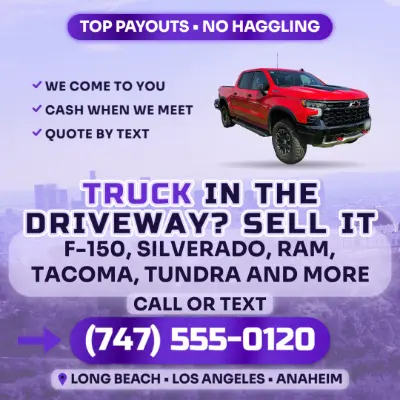 TOP PAYOUTS • NO HAGGLING
WE COME TO YOU
CASH WHEN WE MEET
QUOTE BY TEXT
TRUCK IN THE
DRIVEWAY? SELL IT
F-150, SILVERADO, RAM,
TACOMA, TUNDRA AND MORE
CALL OR TEXT
(747) 555-0120
LONG BEACH • LOS ANGELES • ANAHEIM